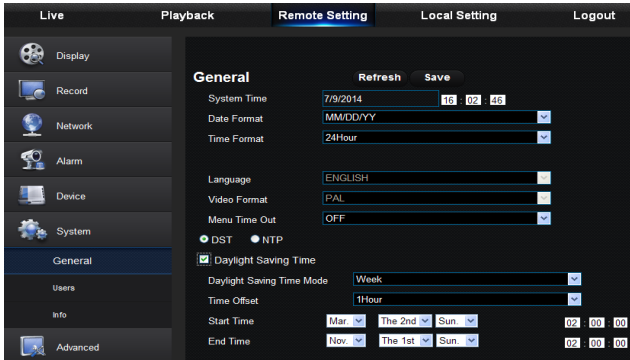 Live Playback Remote Setting Local Setting Logout
Display
Record
Network
Alarm
Device
System
General
Users
Info
Advanced
General Refresh Save
System Time 7/9/2014 16 : 02 : 46
Date Format MM/DD/YY
Time Format 24Hour
Language ENGLISH
Video Format PAL
Menu Time Out OFF
DST NTP
Daylight Saving Time
Daylight Saving Time Mode Week
Time Offset 1Hour
Start Time Mar. The 2nd Sun. 02 : 00 : 00
End Time Nov. The 1st Sun. 02 : 00 : 00